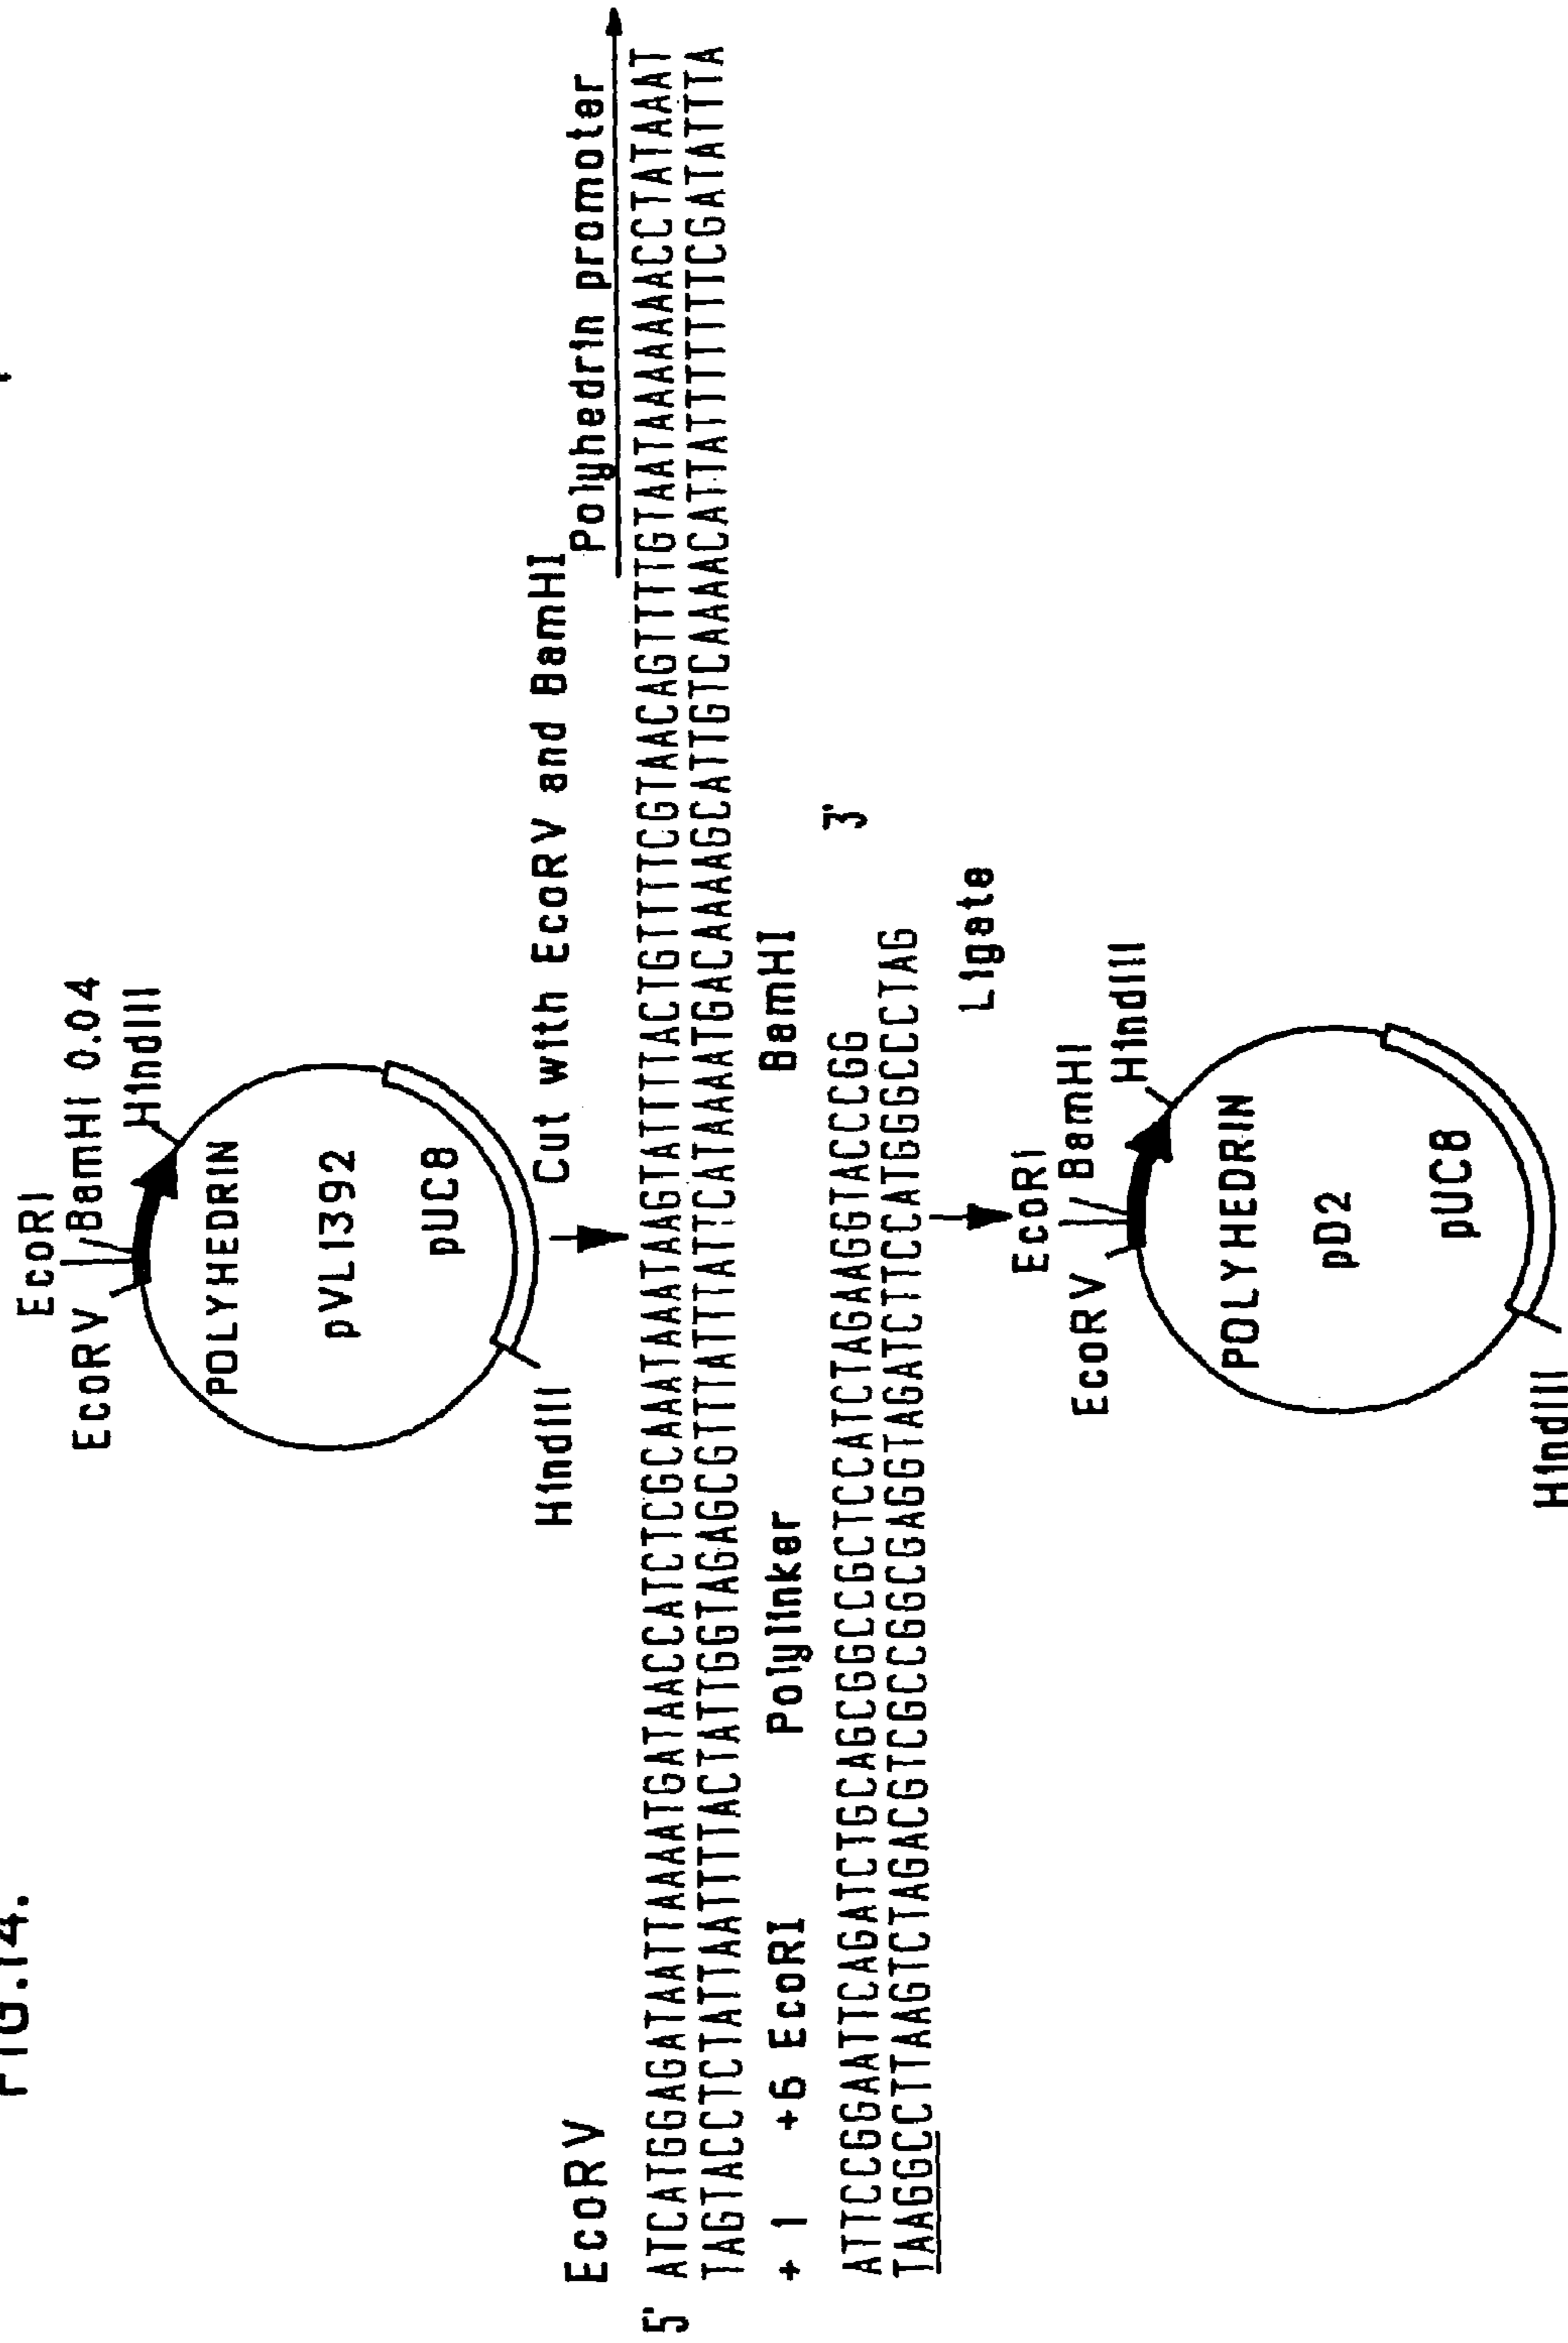 FIG.14.
EcoRI
EcoRV
BamHI 0.04
HindIII
POLYHEDRIN
pVL1392
pUC8
HindIII
Cut with EcoRV and BamHI
EcoRV
Polyhedrin promoter
5' ATCATGGAGATAATTAAAATGATAACCATCTCGCAAATAAATAAGTATTTTACTGTTTTCGTAACAGTTTTGTAATAAAAAAACCTATAAAT
TAGTACCTCTATTAATTTTACTATTGGTAGAGCGTTTATTTATTCATAAAATGACAAAAGCATTGTCAAAACATTATTTTTTTCGATATTTA
+1 +6 EcoRI Polylinker BamHI
3'
ATTCCGGAATTCAGATCTGCAGCGGCCGCTCCATCTAGAAGGTACCCGG
TAAGGCCTTAAGTCTAGACGTCGCCGGCGAGGTAGATCTTCCATGGGCCCTAG
Ligate
EcoRI
EcoRV
BamHI
HindIII
POLYHEDRIN
pD2
pUC8
HindIII